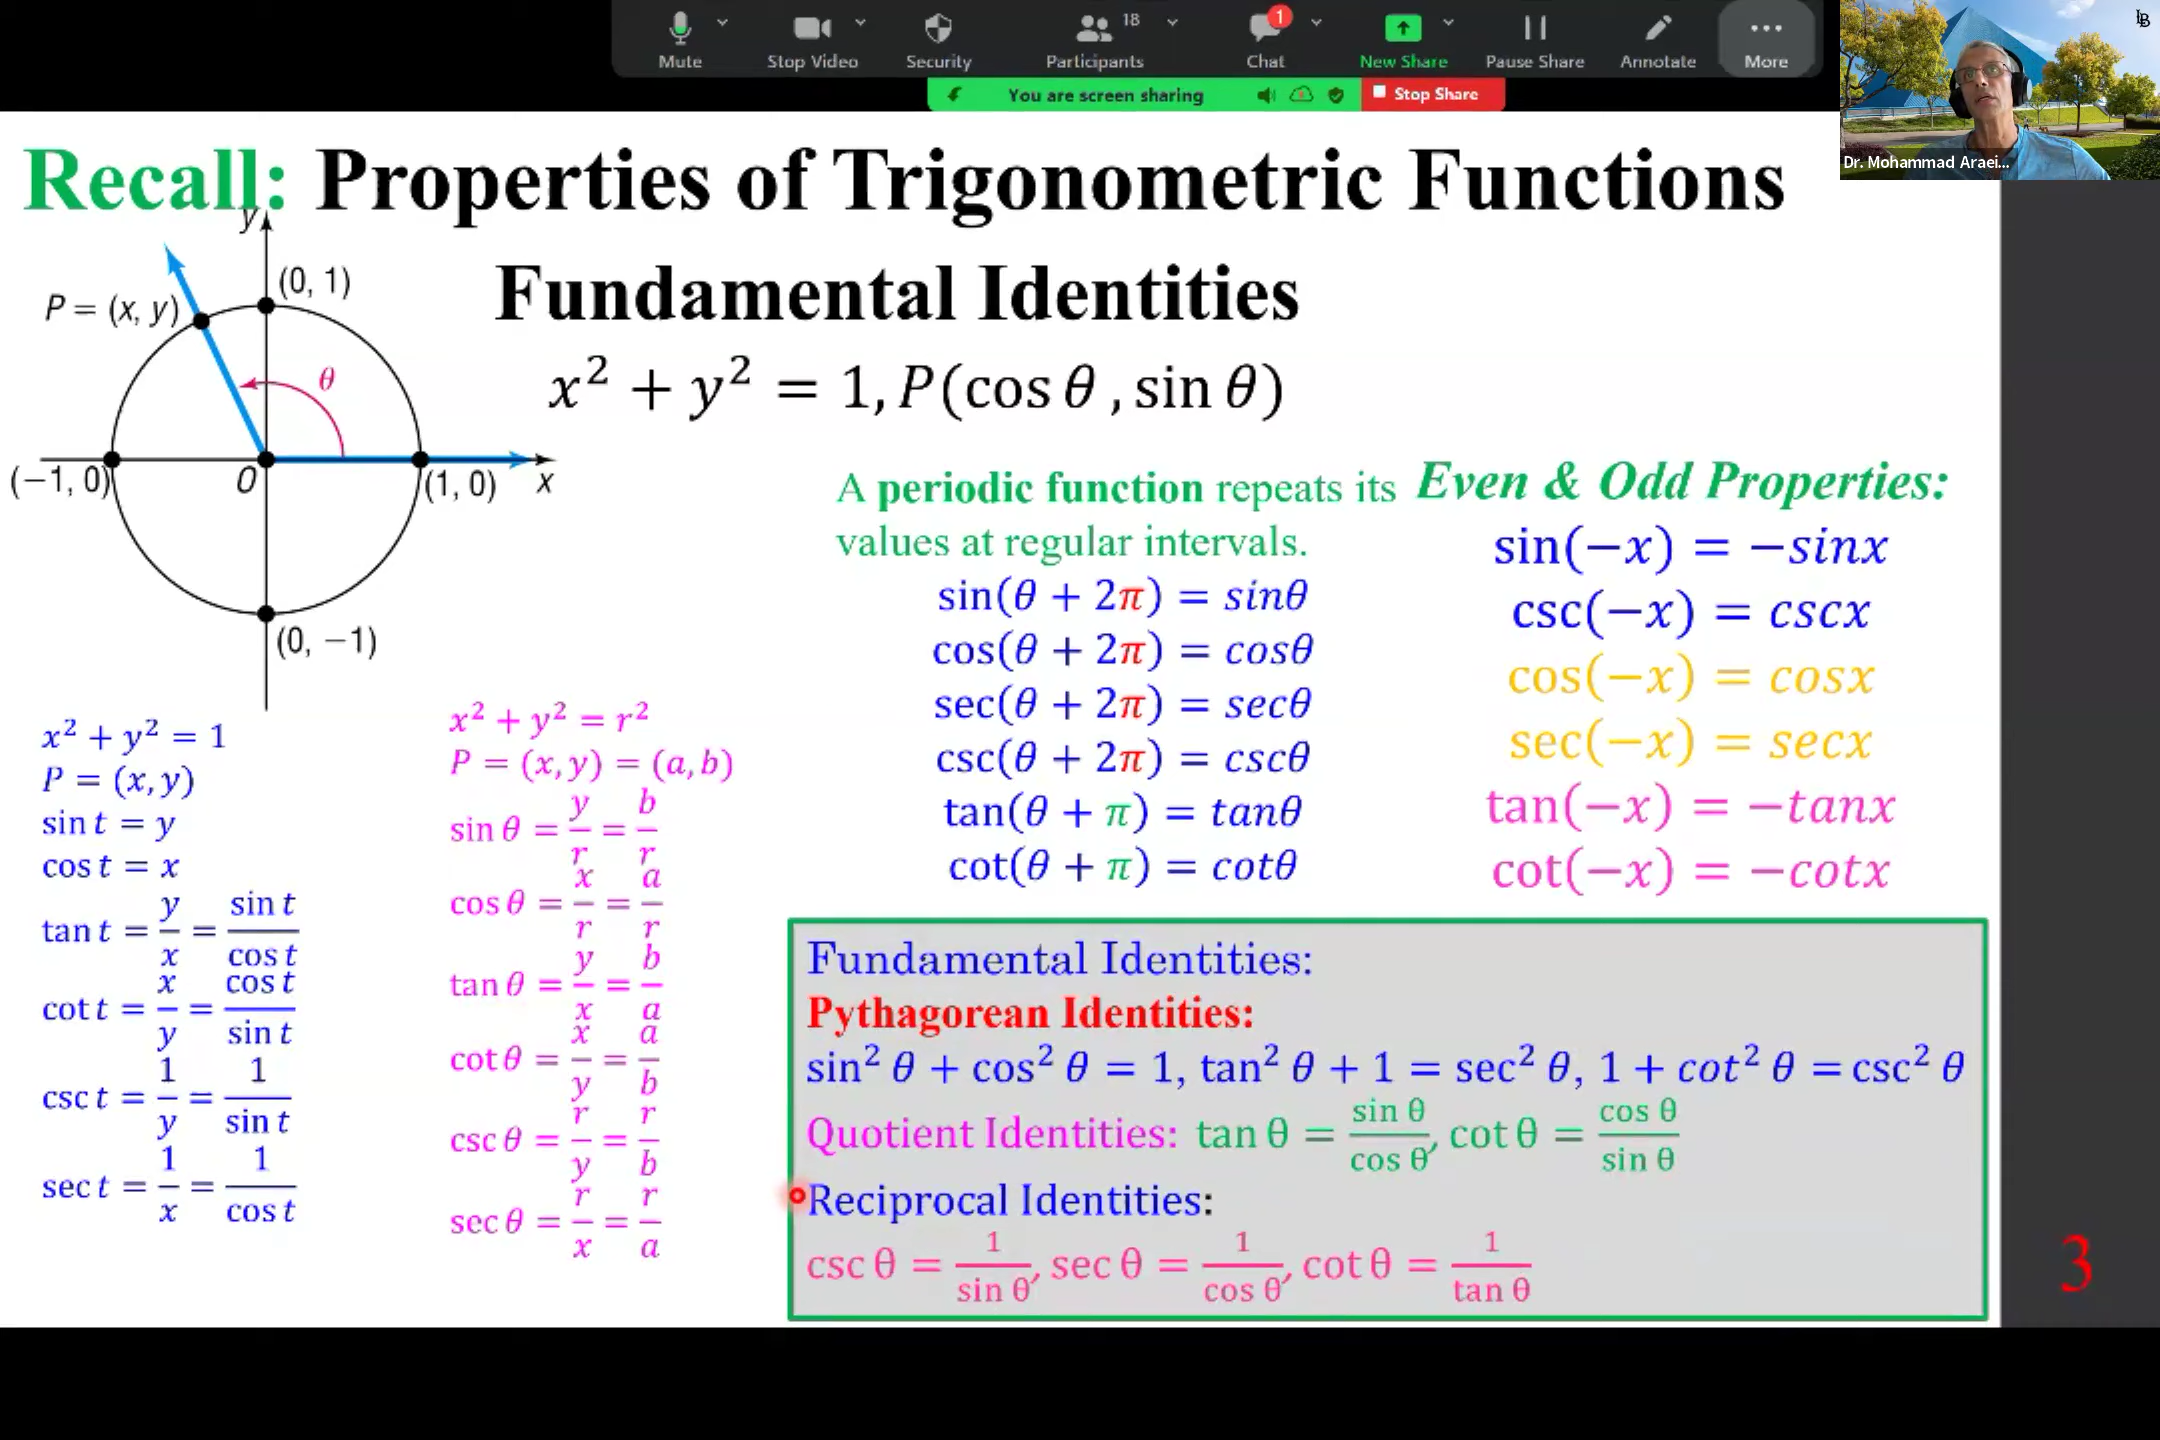 Mute
Stop Video
Security
Participants
18
Chat
1
New Share
Pause Share
Annotate
More
You are screen sharing
Stop Share
LB
Dr. Mohammad Araei...
Recall: Properties of Trigonometric Functions
Fundamental Identities
x² + y² = 1, P(cos θ , sin θ)
y
(0, 1)
P = (x, y)
θ
(−1, 0)
O
(1, 0)
x
(0, −1)
x² + y² = 1
P = (x, y)
sin t = y
cos t = x
tan t = y/x = sin t/cos t
cot t = x/y = cos t/sin t
csc t = 1/y = 1/sin t
sec t = 1/x = 1/cos t
x² + y² = r²
P = (x, y) = (a, b)
sin θ = y/r = b/r
cos θ = x/r = a/r
tan θ = y/x = b/a
cot θ = x/y = a/b
csc θ = r/y = r/b
sec θ = r/x = r/a
A periodic function repeats its
values at regular intervals.
sin(θ + 2π) = sinθ
cos(θ + 2π) = cosθ
sec(θ + 2π) = secθ
csc(θ + 2π) = cscθ
tan(θ + π) = tanθ
cot(θ + π) = cotθ
Even & Odd Properties:
sin(−x) = −sinx
csc(−x) = cscx
cos(−x) = cosx
sec(−x) = secx
tan(−x) = −tanx
cot(−x) = −cotx
Fundamental Identities:
Pythagorean Identities:
sin² θ + cos² θ = 1, tan² θ + 1 = sec² θ, 1 + cot² θ = csc² θ
Quotient Identities: tan θ = sin θ/cos θ, cot θ = cos θ/sin θ
Reciprocal Identities:
csc θ = 1/sin θ, sec θ = 1/cos θ, cot θ = 1/tan θ
3